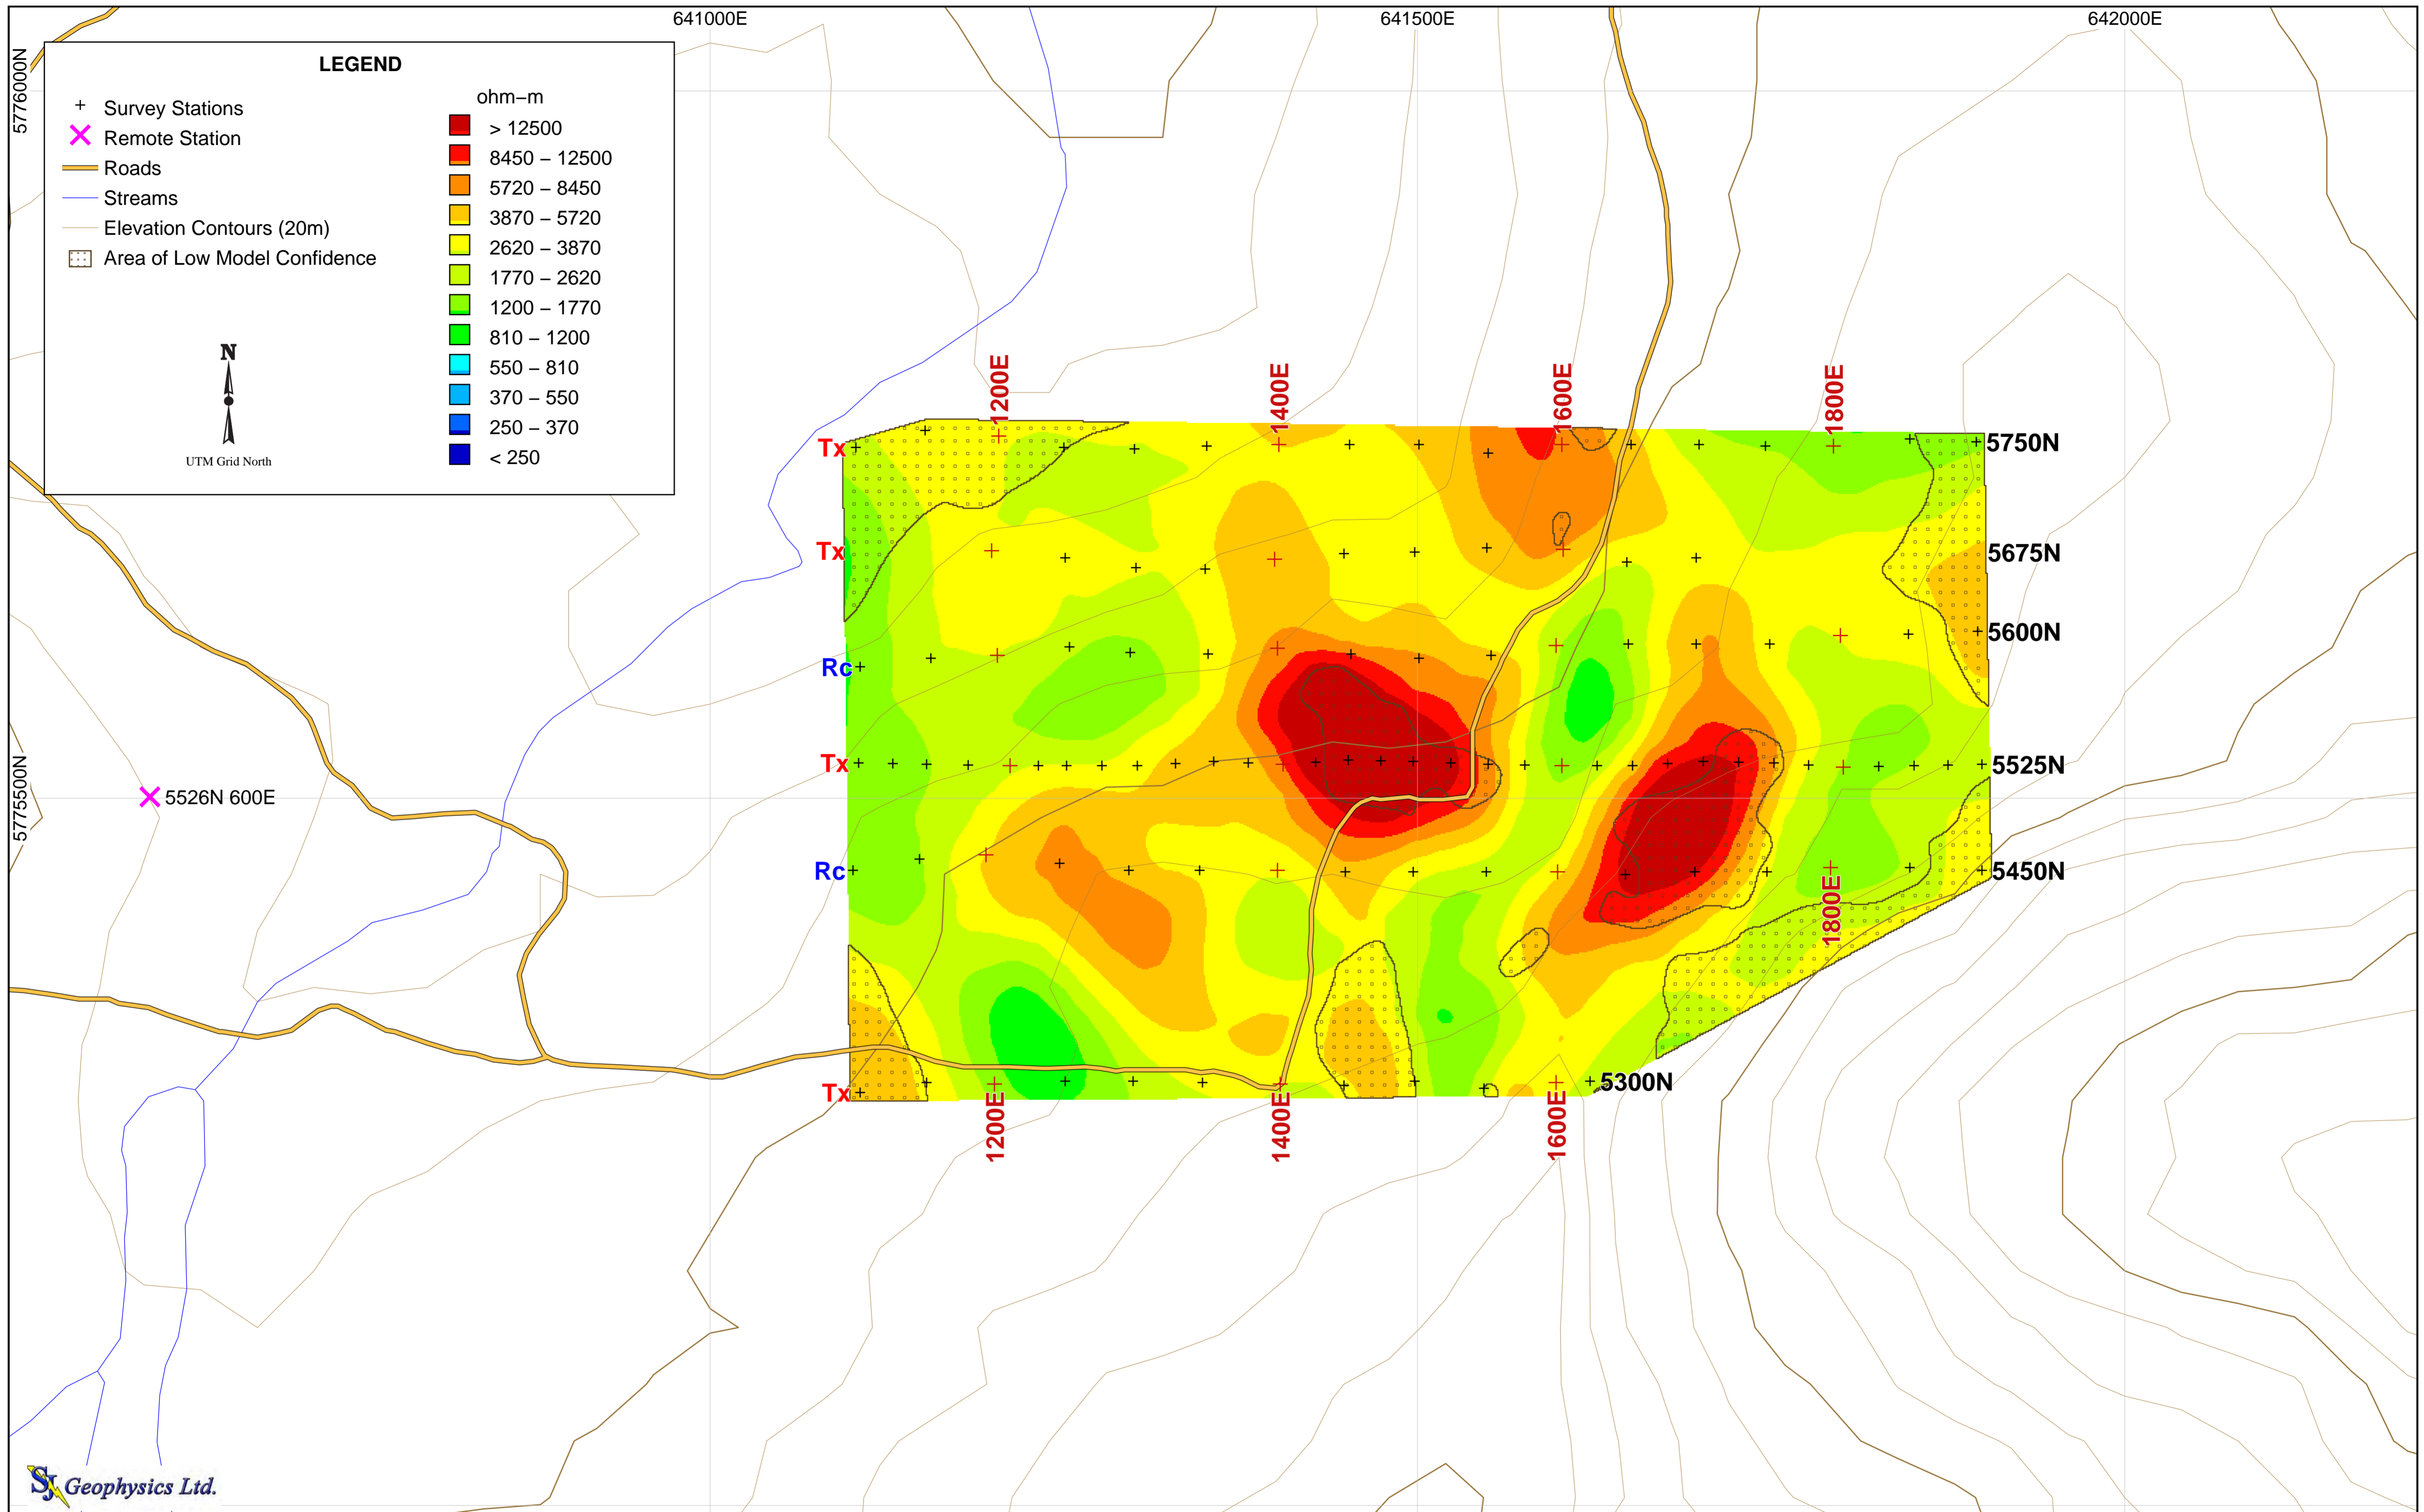 641000E
641500E
642000E
5776000N
LEGEND
Survey Stations
Remote Station
Roads
Streams
Elevation Contours (20m)
Area of Low Model Confidence
ohm–m
> 12500
8450 – 12500
5720 – 8450
3870 – 5720
2620 – 3870
1770 – 2620
1200 – 1770
810 – 1200
550 – 810
370 – 550
250 – 370
< 250
N
UTM Grid North
1200E
1400E
1600E
1800E
Tx
5750N
Tx
5675N
Rc
5600N
Tx
5525N
5775500N
5526N 600E
Rc
5450N
1800E
Tx
5300N
1200E
1400E
1600E
SJ Geophysics Ltd.